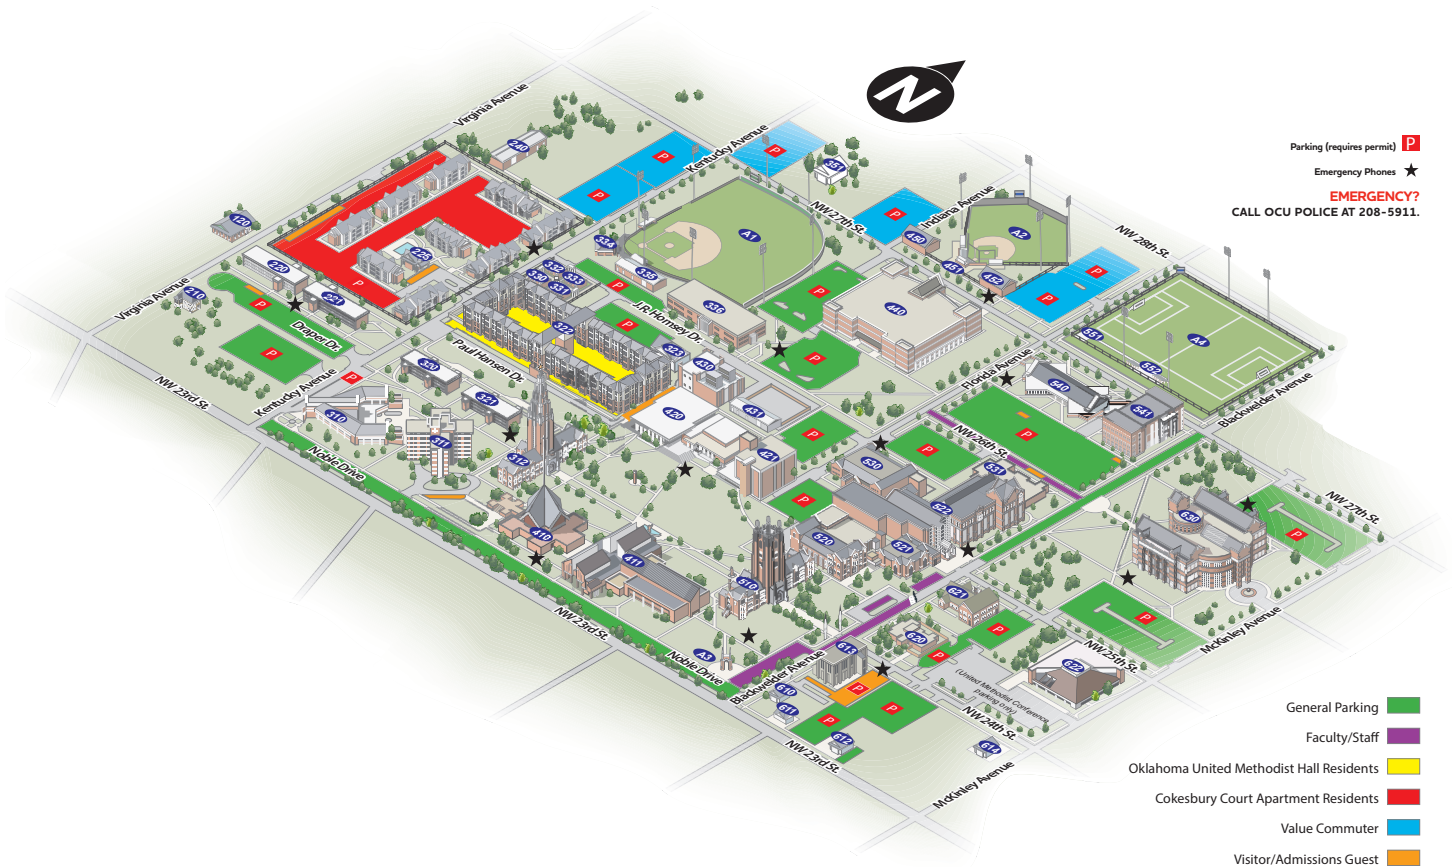 Virginia Avenue
N
Kentucky Avenue
Parking (requires permit) P
Emergency Phones
EMERGENCY?
CALL OCU POLICE AT 208-5911.
240
P
P
P
351
NW 27th St.
P
Indiana Avenue
120
A1
450
A2
NW 28th St.
220
225
334
332
333
330
331
335
451
452
P
P
Virginia Avenue
210
P
221
P
P
P
336
440
551
A4
Draper Dr.
322
J.R. Homsey Dr.
P
P
552
P
Paul Hansen Dr.
323
430
P
Florida Avenue
NW 23rd St.
Kentucky Avenue
P
320
540
Blackwelder Avenue
310
321
420
431
541
311
P
P
NW 26th St.
312
421
P
530
531
Noble Drive
P
522
NW 27th St.
410
520
521
630
P
411
510
621
P
NW 23rd St.
620
NW 25th St.
McKinley Avenue
A3
613
P
P
622
Noble Drive
Blackwelder Avenue
(United Methodist Conference
parking only)
610
611
P
P
P
612
NW 24th St.
NW 23rd St.
614
McKinley Avenue
General Parking
Faculty/Staff
Oklahoma United Methodist Hall Residents
Cokesbury Court Apartment Residents
Value Commuter
Visitor/Admissions Guest